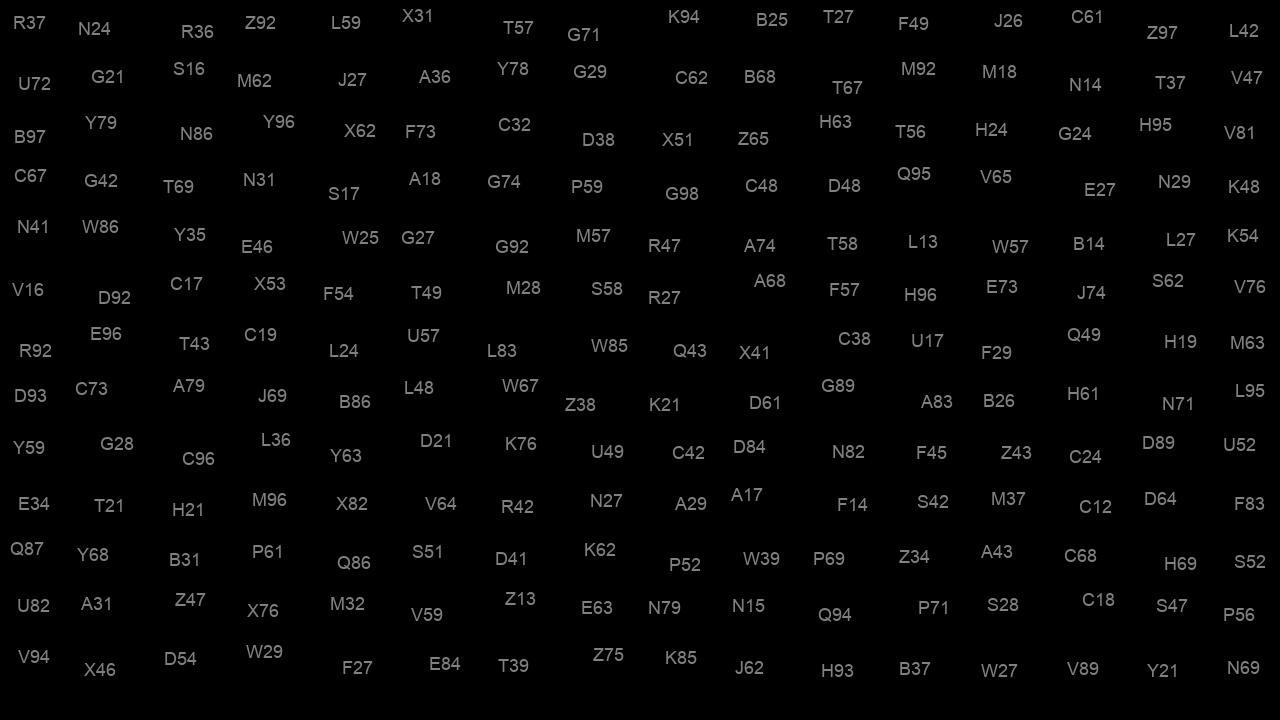 R37 N24 R36 Z92 L59 X31 T57 G71 K94 B25 T27 F49 J26 C61 Z97 L42
U72 G21 S16 M62 J27 A36 Y78 G29 C62 B68 T67 M92 M18 N14 T37 V47
B97 Y79 N86 Y96 X62 F73 C32 D38 X51 Z65 H63 T56 H24 G24 H95 V81
C67 G42 T69 N31 S17 A18 G74 P59 G98 C48 D48 Q95 V65 E27 N29 K48
N41 W86 Y35 E46 W25 G27 G92 M57 R47 A74 T58 L13 W57 B14 L27 K54
V16 D92 C17 X53 F54 T49 M28 S58 R27 A68 F57 H96 E73 J74 S62 V76
R92 E96 T43 C19 L24 U57 L83 W85 Q43 X41 C38 U17 F29 Q49 H19 M63
D93 C73 A79 J69 B86 L48 W67 Z38 K21 D61 G89 A83 B26 H61 N71 L95
Y59 G28 C96 L36 Y63 D21 K76 U49 C42 D84 N82 F45 Z43 C24 D89 U52
E34 T21 H21 M96 X82 V64 R42 N27 A29 A17 F14 S42 M37 C12 D64 F83
Q87 Y68 B31 P61 Q86 S51 D41 K62 P52 W39 P69 Z34 A43 C68 H69 S52
U82 A31 Z47 X76 M32 V59 Z13 E63 N79 N15 Q94 P71 S28 C18 S47 P56
V94 X46 D54 W29 F27 E84 T39 Z75 K85 J62 H93 B37 W27 V89 Y21 N69